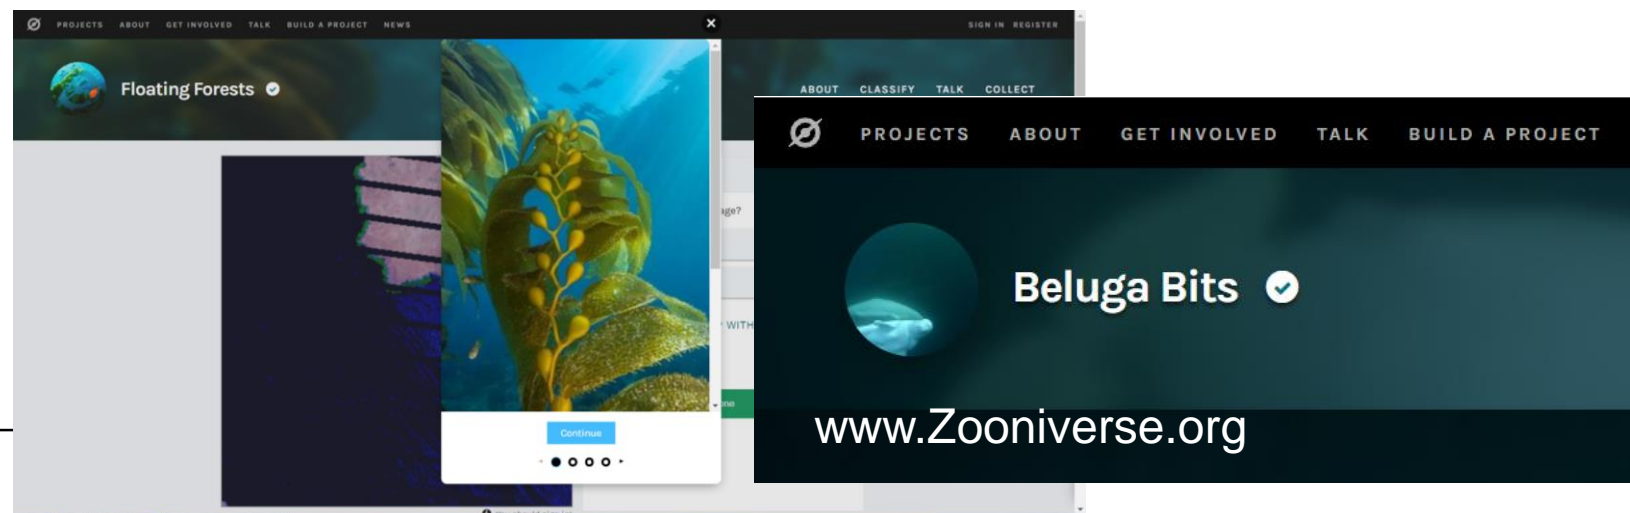 PROJECTS ABOUT GET INVOLVED TALK BUILD A PROJECT NEWS
SIGN IN REGISTER
Floating Forests
ABOUT CLASSIFY TALK COLLECT
WITH
Continue
PROJECTS ABOUT GET INVOLVED TALK BUILD A PROJECT
Beluga Bits
www.Zooniverse.org